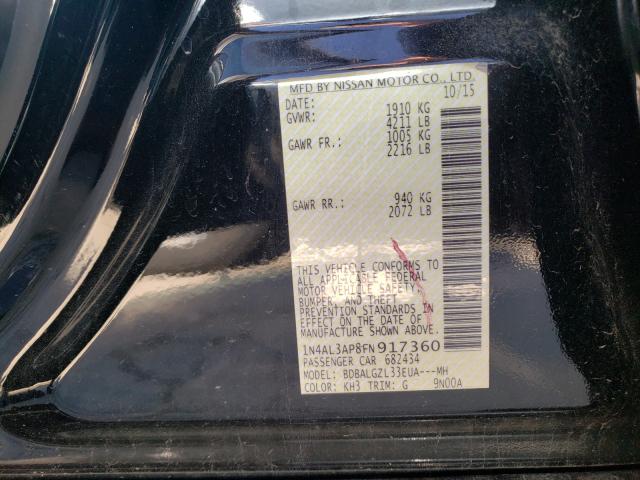 MFD BY NISSAN MOTOR CO., LTD.
DATE: 10/15
GVWR: 1910 KG
4211 LB
GAWR FR.: 1005 KG
2216 LB
GAWR RR.: 940 KG
2072 LB
THIS VEHICLE CONFORMS TO
ALL APPLICABLE FEDERAL
MOTOR VEHICLE SAFETY,
BUMPER, AND THEFT
PREVENTION STANDARDS IN
EFFECT ON THE DATE OF
MANUFACTURE SHOWN ABOVE.
1N4AL3AP8FN917360
PASSENGER CAR 682434
MODEL: BDBALGZL33EUA---MH
COLOR: KH3 TRIM: G 9N00A